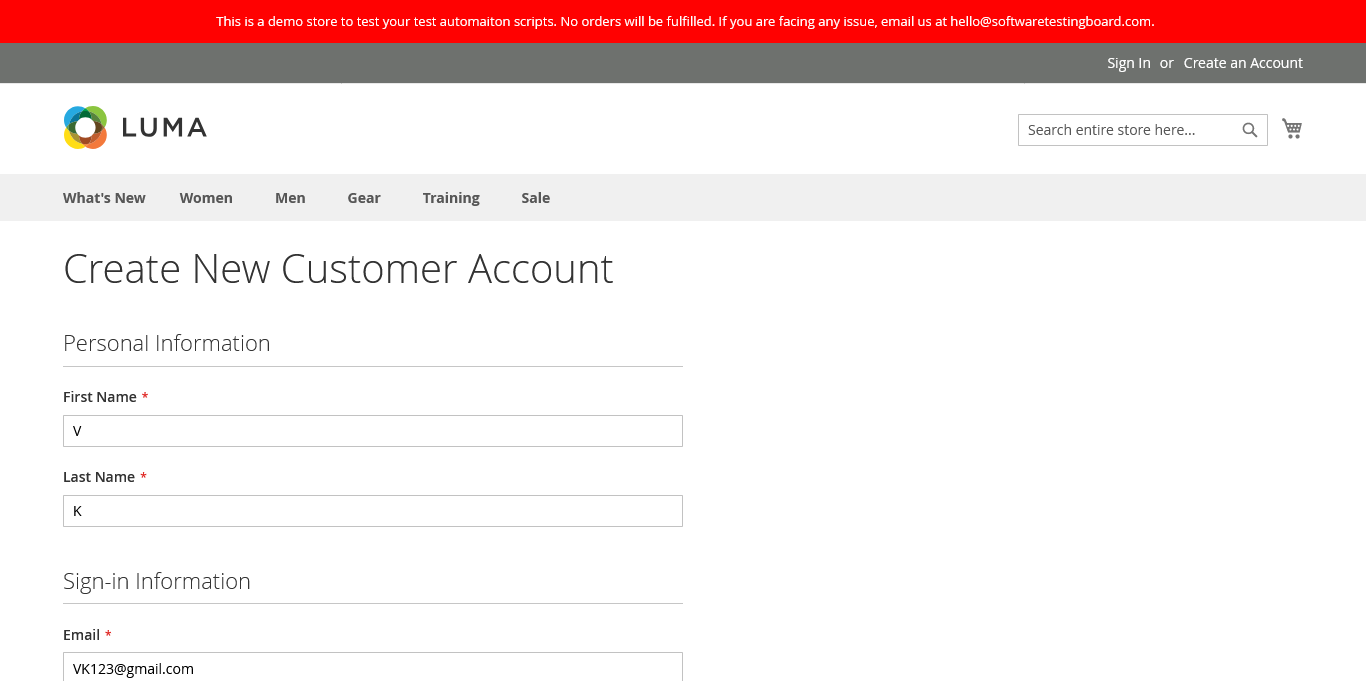 This is a demo store to test your test automaiton scripts. No orders will be fulfilled. If you are facing any issue, email us at hello@softwaretestingboard.com.
Sign In or Create an Account
LUMA
Search entire store here...
What's New Women Men Gear Training Sale
Create New Customer Account
Personal Information
First Name *
V
Last Name *
K
Sign-in Information
Email *
VK123@gmail.com